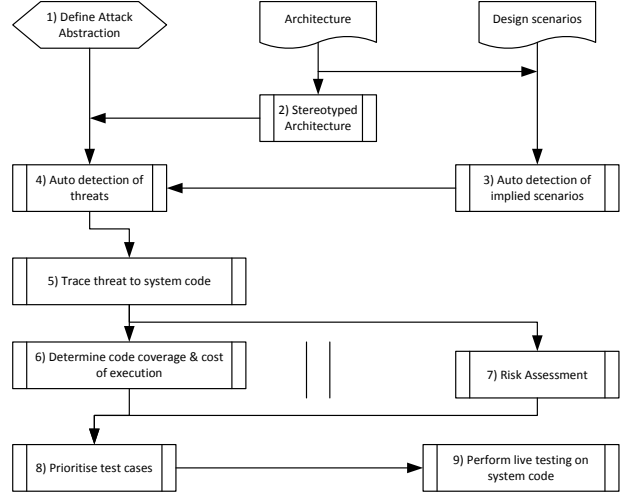 1) Define Attack
Abstraction
Architecture
Design scenarios
2) Stereotyped
Architecture
4) Auto detection of
threats
3) Auto detection of
implied scenarios
5) Trace threat to system code
6) Determine code coverage & cost
of execution
7) Risk Assessment
8) Prioritise test cases
9) Perform live testing on
system code